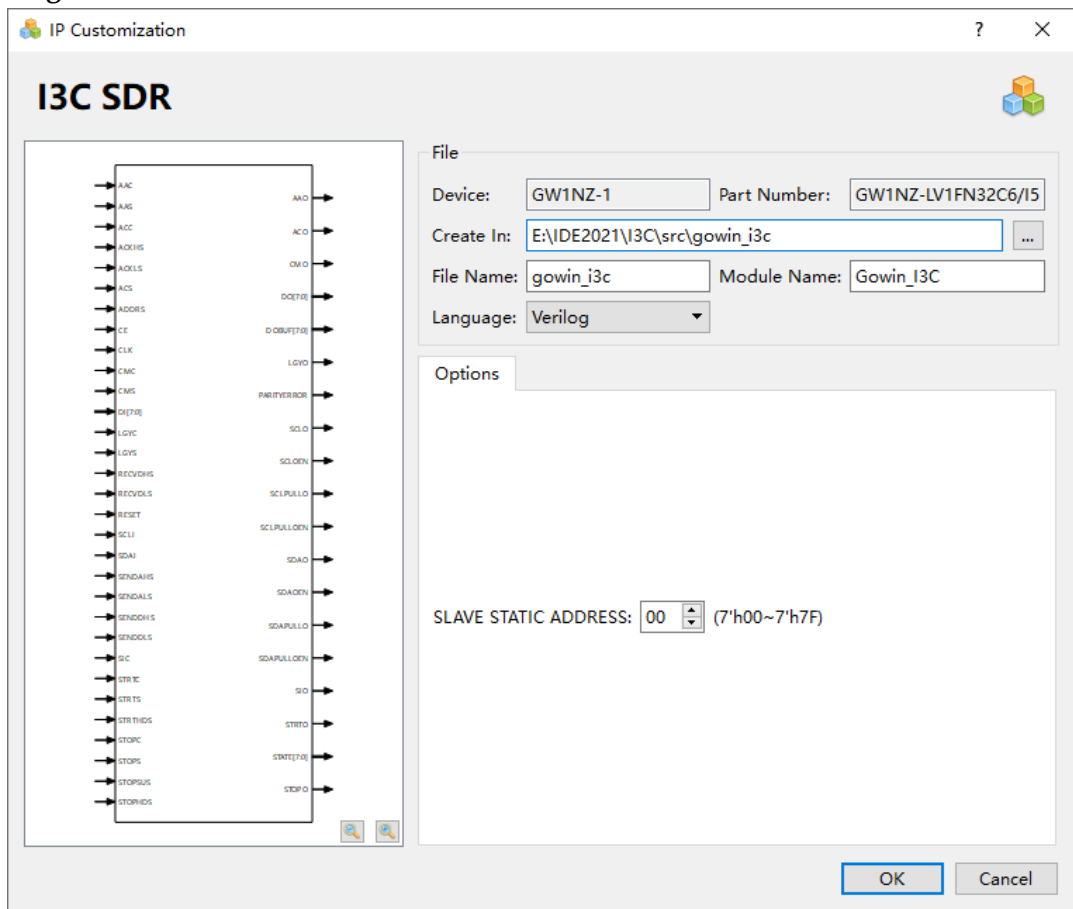 IP Customization
?
I3C SDR
AAC
AAS
ACC
ACKHS
ACKLS
ACS
ADDRS
CE
CLK
CMC
CMS
DI[7:0]
LGYC
LGYS
RECVDHS
RECVDLS
RESET
SCLI
SDAI
SENDAHS
SENDALS
SENDDHS
SENDDLS
SIC
STRTC
STRTS
STRTHDS
STOPC
STOPS
STOPSUS
STOPHDS
AAO
ACO
CMO
DO[7:0]
DOBUF[7:0]
LGYO
PARITYERROR
SCLO
SCLOEN
SCLPULLO
SCLPULLOEN
SDAO
SDAOEN
SDAPULLO
SDAPULLOEN
SIO
STRTO
STATE[7:0]
STOPO
File
Device: GW1NZ-1 Part Number: GW1NZ-LV1FN32C6/I5
Create In: E:\IDE2021\I3C\src\gowin_i3c ...
File Name: gowin_i3c Module Name: Gowin_I3C
Language: Verilog
Options
SLAVE STATIC ADDRESS: 00 (7'h00~7'h7F)
OK Cancel